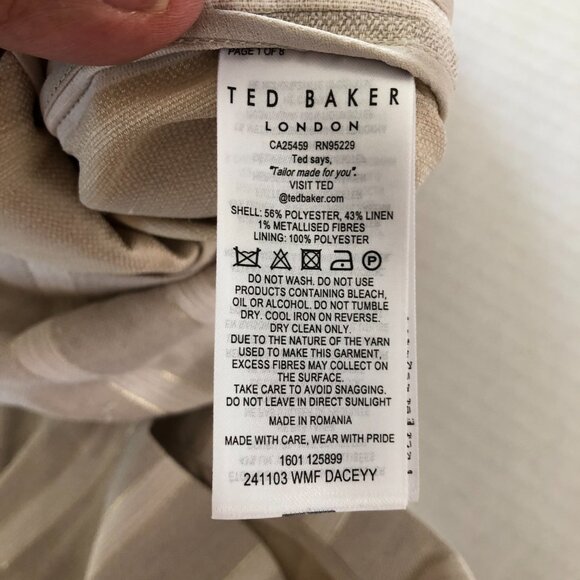 PAGE 1 OF 8
TED BAKER
LONDON
CA25459 RN95229
Ted says,
"Tailor made for you".
VISIT TED
@tedbaker.com
SHELL: 56% POLYESTER, 43% LINEN
1% METALLISED FIBRES
LINING: 100% POLYESTER
P
DO NOT WASH. DO NOT USE
PRODUCTS CONTAINING BLEACH,
OIL OR ALCOHOL. DO NOT TUMBLE
DRY. COOL IRON ON REVERSE.
DRY CLEAN ONLY.
DUE TO THE NATURE OF THE YARN
USED TO MAKE THIS GARMENT,
EXCESS FIBRES MAY COLLECT ON
THE SURFACE.
TAKE CARE TO AVOID SNAGGING.
DO NOT LEAVE IN DIRECT SUNLIGHT
MADE IN ROMANIA
MADE WITH CARE, WEAR WITH PRIDE
1601 125899
241103 WMF DACEYY